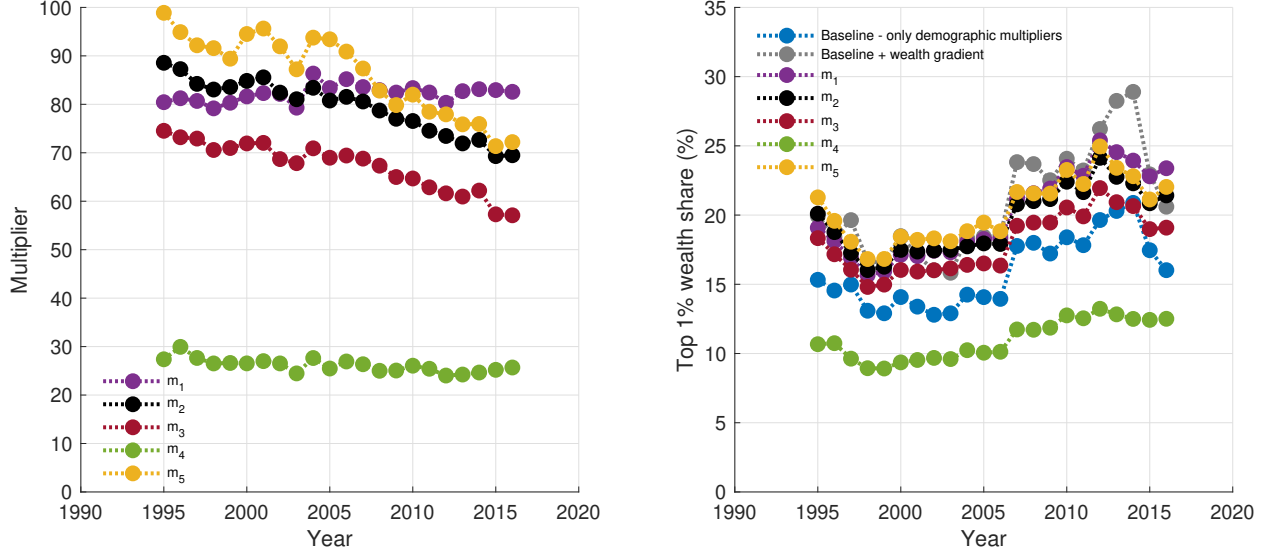 100
90
80
70
60
50
40
30
20
10
0
Multiplier
m1
m2
m3
m4
m5
1990 1995 2000 2005 2010 2015 2020
Year
35
30
25
20
15
10
5
0
Top 1% wealth share (%)
Baseline - only demographic multipliers
Baseline + wealth gradient
m1
m2
m3
m4
m5
1990 1995 2000 2005 2010 2015 2020
Year